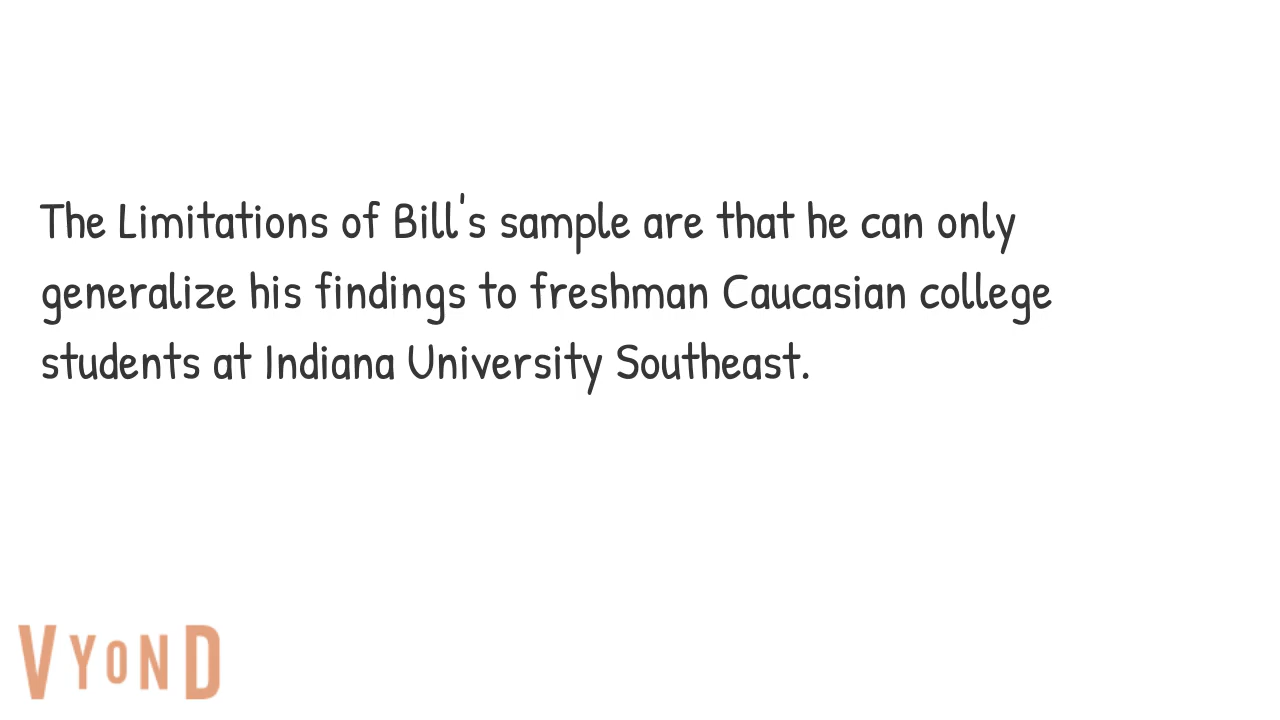 The Limitations of Bill's sample are that he can only
generalize his findings to freshman Caucasian college
students at Indiana University Southeast.
VYOND